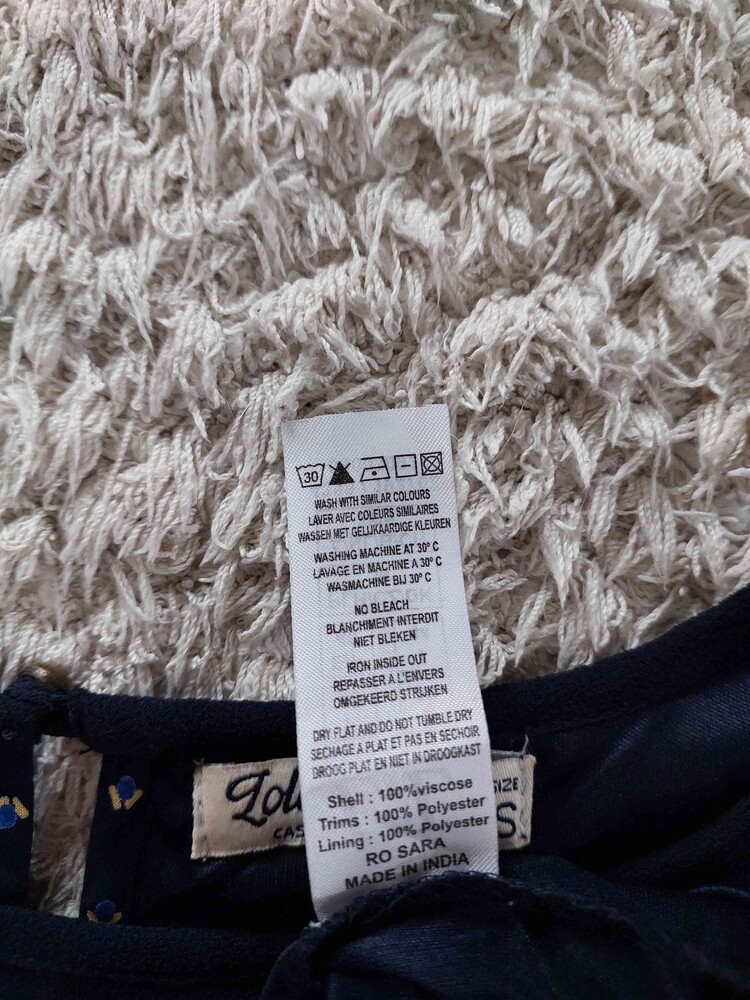 30
WASH WITH SIMILAR COLOURS
LAVER AVEC COLEURS SIMILAIRES
WASSEN MET GELIJKAARDIGE KLEUREN
WASHING MACHINE AT 30° C
LAVAGE EN MACHINE A 30° C
WASMACHINE BIJ 30° C
NO BLEACH
BLANCHIMENT INTERDIT
NIET BLEKEN
IRON INSIDE OUT
REPASSER A L'ENVERS
OMGEKEERD STRIJKEN
DRY FLAT AND DO NOT TUMBLE DRY
SECHAGE A PLAT ET PAS EN SECHOIR
DROOG PLAT EN NIET IN DROOGKAST
Shell : 100%viscose
Trims : 100% Polyester
Lining : 100% Polyester
RO SARA
MADE IN INDIA
SIZE
S